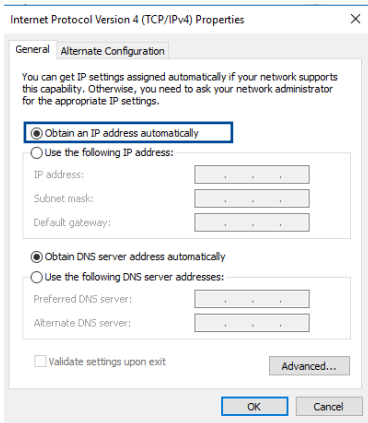 Internet Protocol Version 4 (TCP/IPv4) Properties
General Alternate Configuration
You can get IP settings assigned automatically if your network supports
this capability. Otherwise, you need to ask your network administrator
for the appropriate IP settings.
Obtain an IP address automatically
Use the following IP address:
IP address:
Subnet mask:
Default gateway:
Obtain DNS server address automatically
Use the following DNS server addresses:
Preferred DNS server:
Alternate DNS server:
Validate settings upon exit
Advanced...
OK Cancel